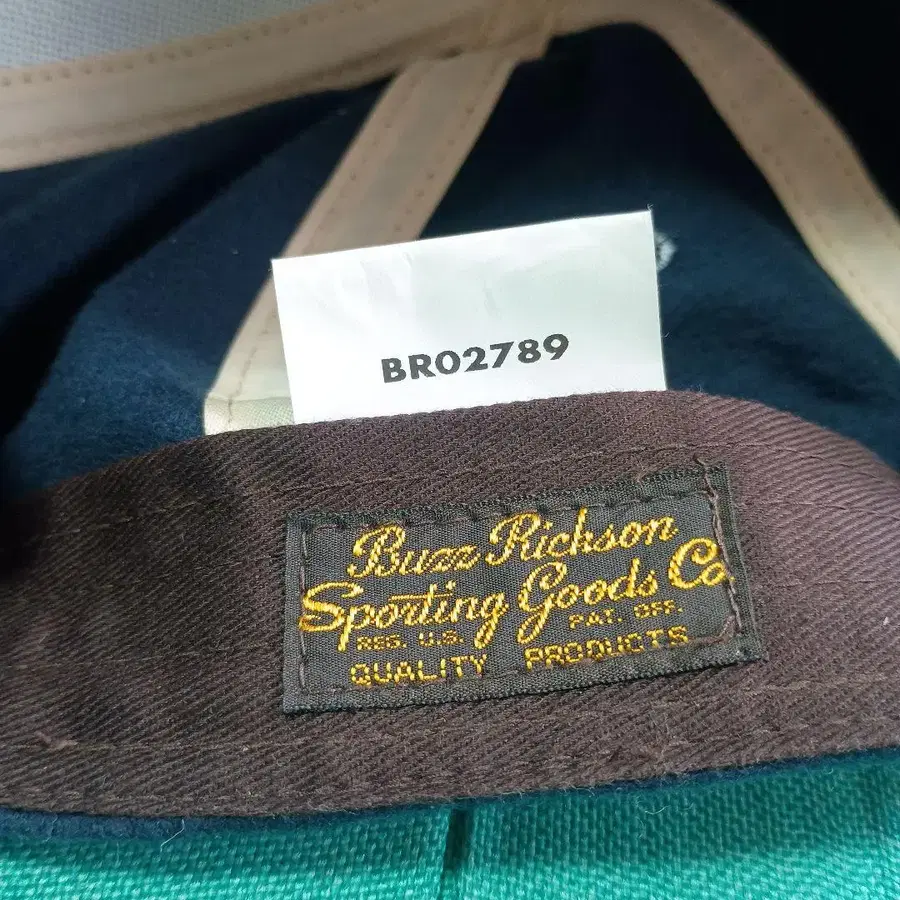 BR02789
Buzz Rickson
Sporting Goods Co
REG. U.S. PAT. OFF.
QUALITY PRODUCTS